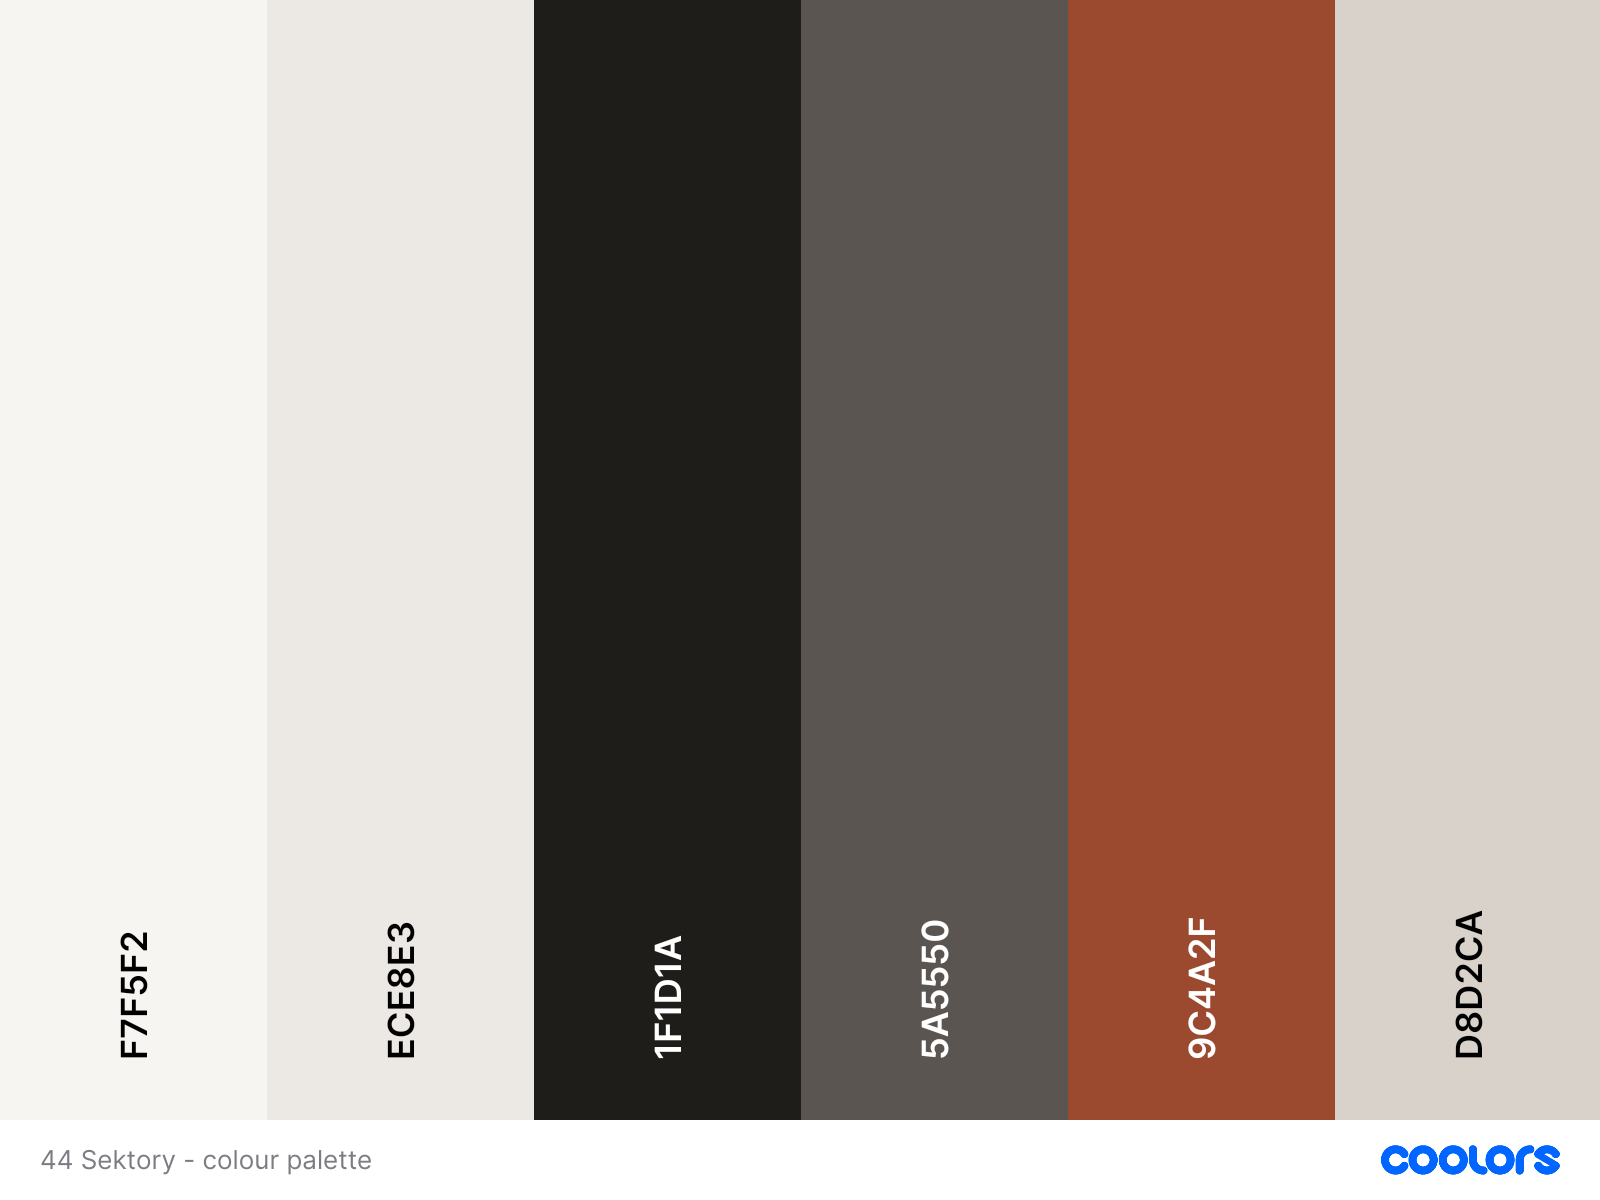 F7F5F2
ECE8E3
1F1D1A
5A5550
9C4A2F
D8D2CA
44 Sektory - colour palette
coolors